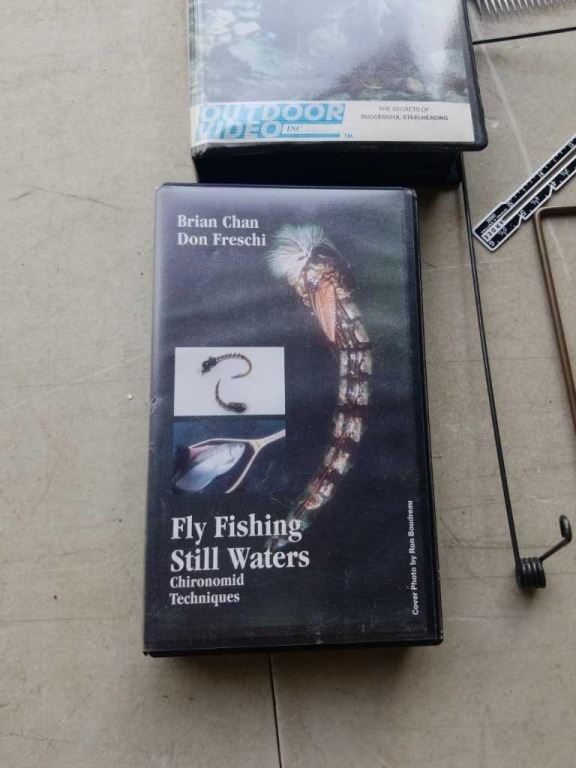 OUTDOOR
VIDEO INC
TM
THE SECRETS OF
SUCCESSFUL STEELHEADING
Brian Chan
Don Freschi
Fly Fishing
Still Waters
Chironomid
Techniques
Cover Photo by Ron Boudreau